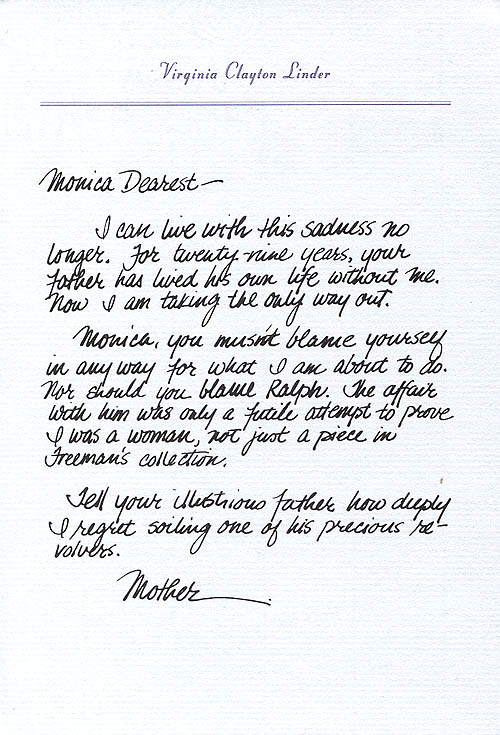 Virginia Clayton Linder
Monica Dearest—
I can live with this sadness no
longer. For twenty-nine years, your
father has lived his own life without me.
Now I am taking the only way out.
Monica, you musn't blame yourself
in any way for what I am about to do.
Nor should you blame Ralph. The affair
with him was only a futile attempt to prove
I was a woman, not just a piece in
Freeman's collection.
Tell your illustrious father how deeply
I regret soiling one of his precious re-
volvers.
Mother